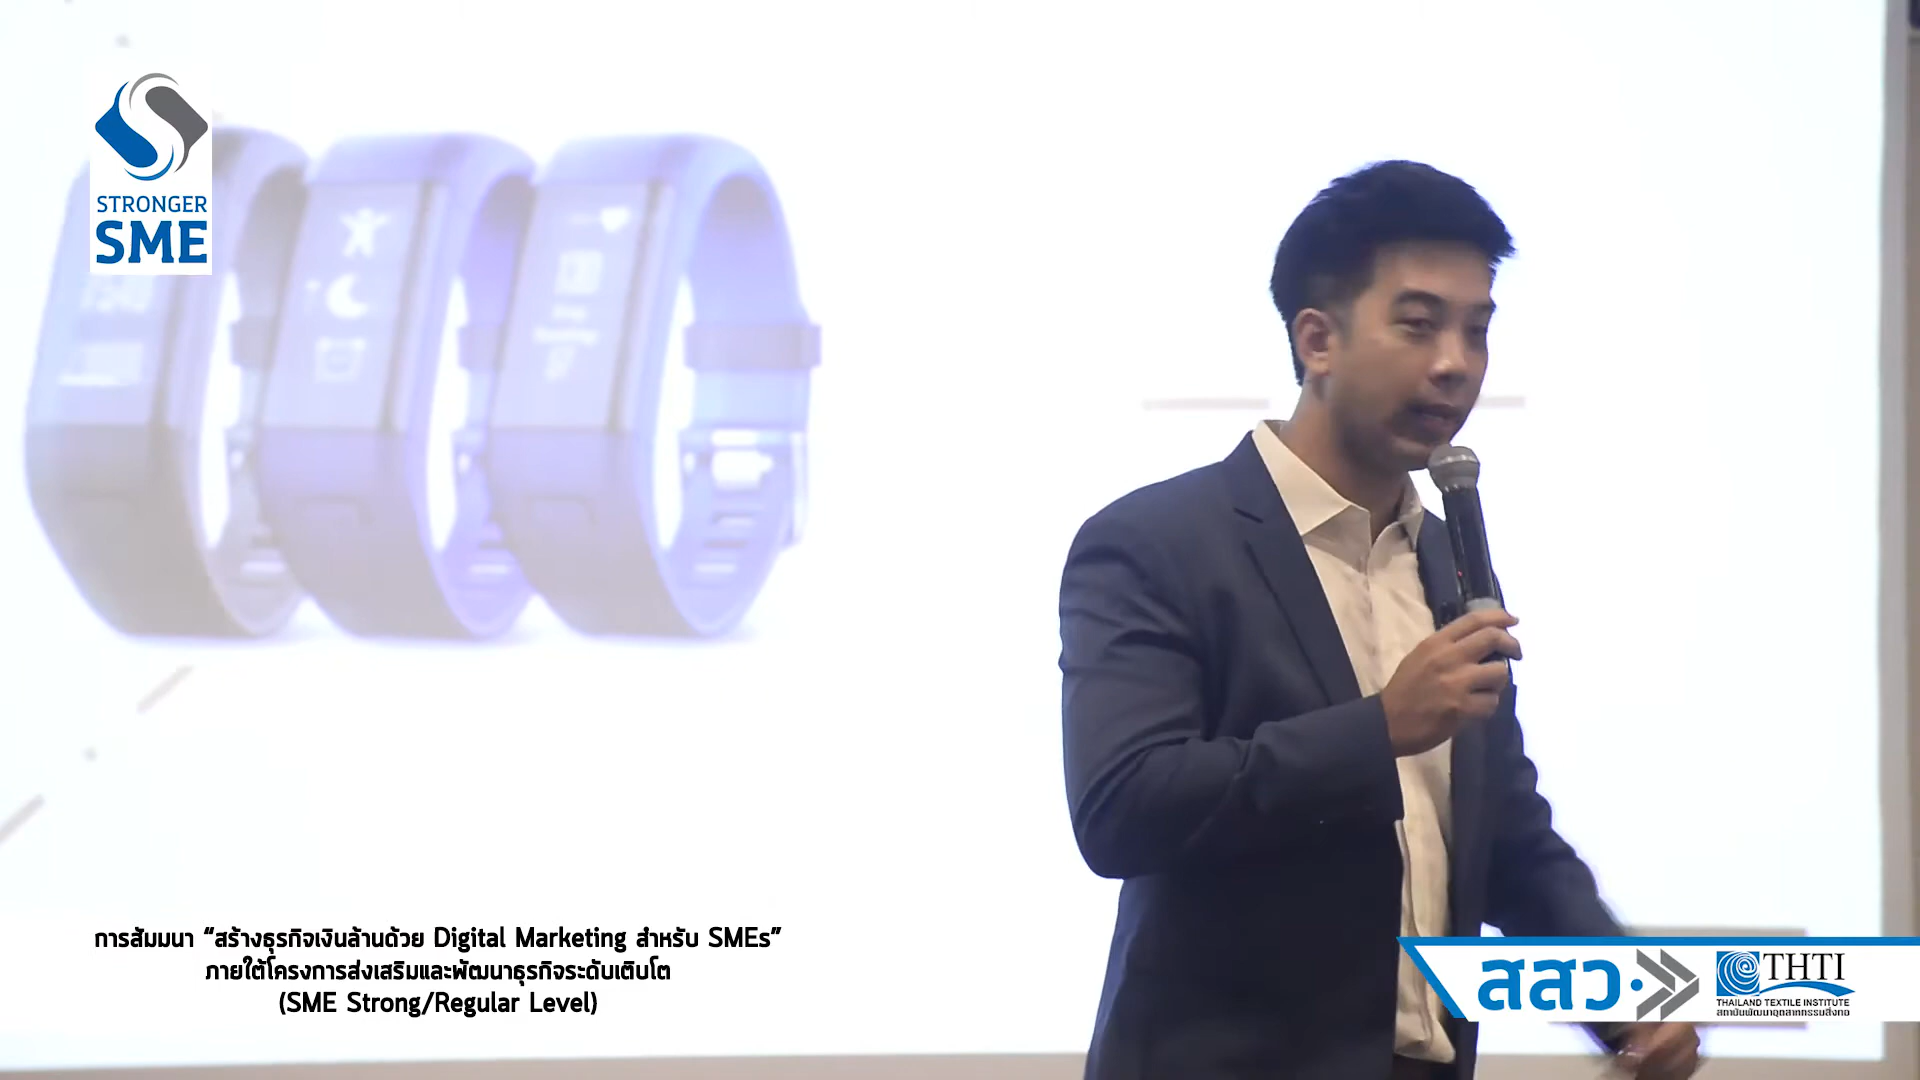 STRONGER
SME
การสัมมนา “สร้างธุรกิจเงินล้านด้วย Digital Marketing สำหรับ SMEs”
ภายใต้โครงการส่งเสริมและพัฒนาธุรกิจระดับเติบโต
(SME Strong/Regular Level)
สสว
THTI
THAILAND TEXTILE INSTITUTE
สถาบันพัฒนาอุตสาหกรรมสิ่งทอ